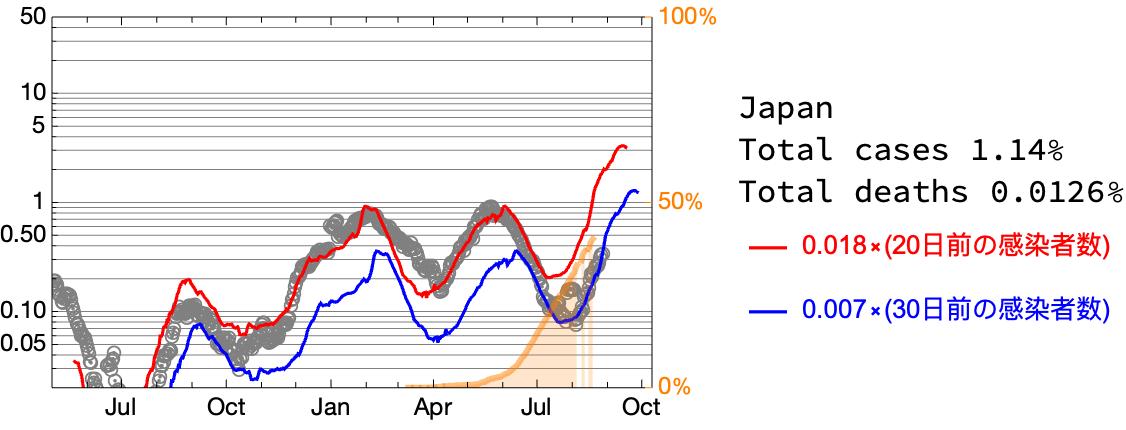 50
10
5
1
0.50
0.10
0.05
100%
50%
0%
Jul
Oct
Jan
Apr
Jul
Oct
Japan
Total cases 1.14%
Total deaths 0.0126%
0.018×(20日前の感染者数)
0.007×(30日前の感染者数)